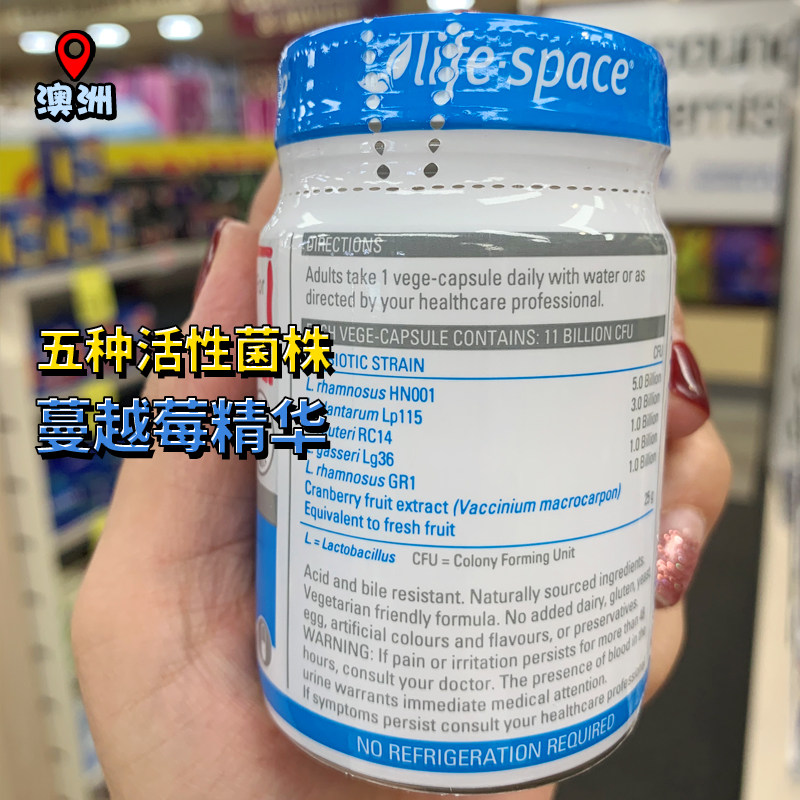 澳洲
life space
DIRECTIONS
Adults take 1 vege-capsule daily with water or as
directed by your healthcare professional.
VEGE-CAPSULE CONTAINS: 11 BILLION CFU
STRAIN CFU
L rhamnosus HN001 5.0 Billion
Lp115 3.0 Billion
RC14 1.0 Billion
gasseri Lg36 1.0 Billion
L rhamnosus GR1 1.0 Billion
Cranberry fruit extract (Vaccinium macrocarpon)
Equivalent to fresh fruit 25 g
L = Lactobacillus CFU = Colony Forming Unit
Acid and bile resistant. Naturally sourced ingredients.
Vegetarian friendly formula. No added dairy, gluten, yeast,
egg, artificial colours and flavours, or preservatives.
WARNING: If pain or irritation persists for more than 48
hours, consult your doctor. The presence of blood in the
urine warrants immediate medical attention.
If symptoms persist consult your healthcare professional.
NO REFRIGERATION REQUIRED
五种活性菌株
蔓越莓精华